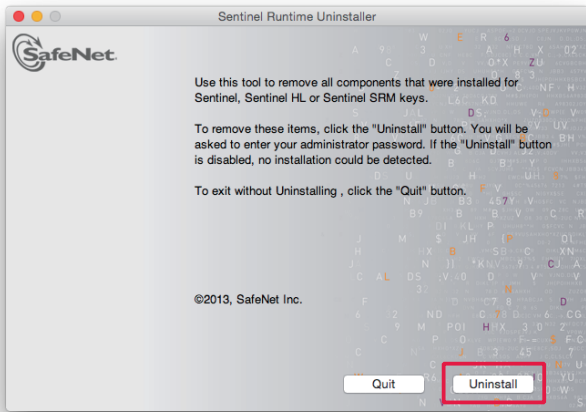 Sentinel Runtime Uninstaller
SafeNet.
Use this tool to remove all components that were installed for
Sentinel, Sentinel HL or Sentinel SRM keys.
To remove these items, click the "Uninstall" button. You will be
asked to enter your administrator password. If the "Uninstall" button
is disabled, no installation could be detected.
To exit without Uninstalling , click the "Quit" button.
©2013, SafeNet Inc.
Quit
Uninstall